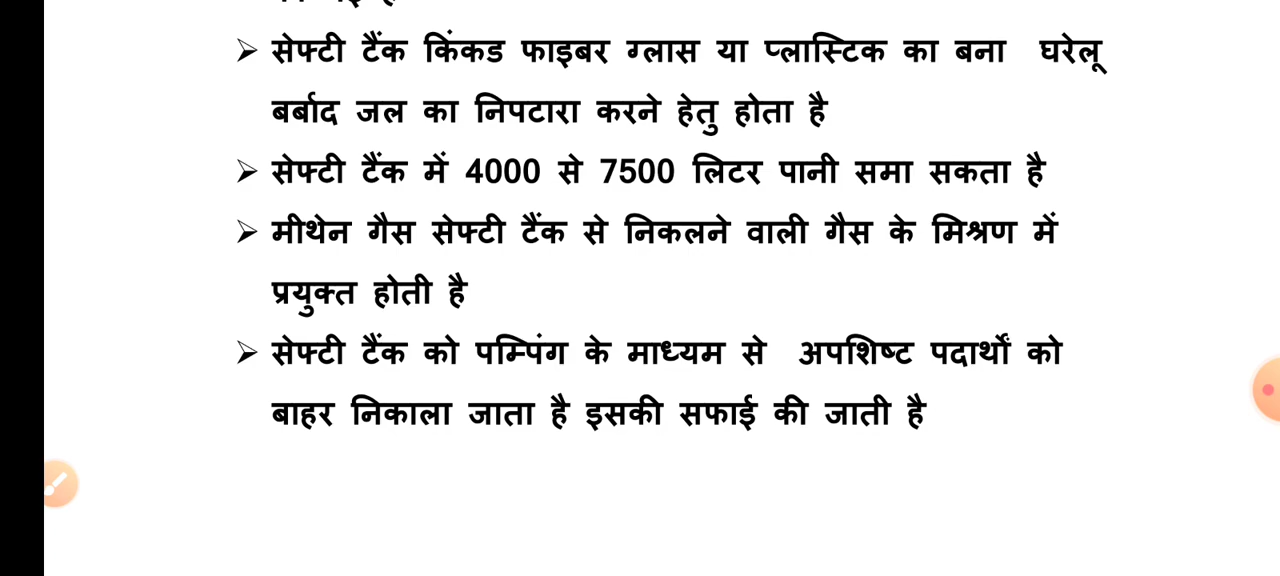 ➢ सेफ्टी टैंक किंकड फाइबर ग्लास या प्लास्टिक का बना घरेलू
बर्बाद जल का निपटारा करने हेतु होता है
➢ सेफ्टी टैंक में 4000 से 7500 लिटर पानी समा सकता है
➢ मीथेन गैस सेफ्टी टैंक से निकलने वाली गैस के मिश्रण में
प्रयुक्त होती है
➢ सेफ्टी टैंक को पम्पिंग के माध्यम से अपशिष्ट पदार्थों को
बाहर निकाला जाता है इसकी सफाई की जाती है